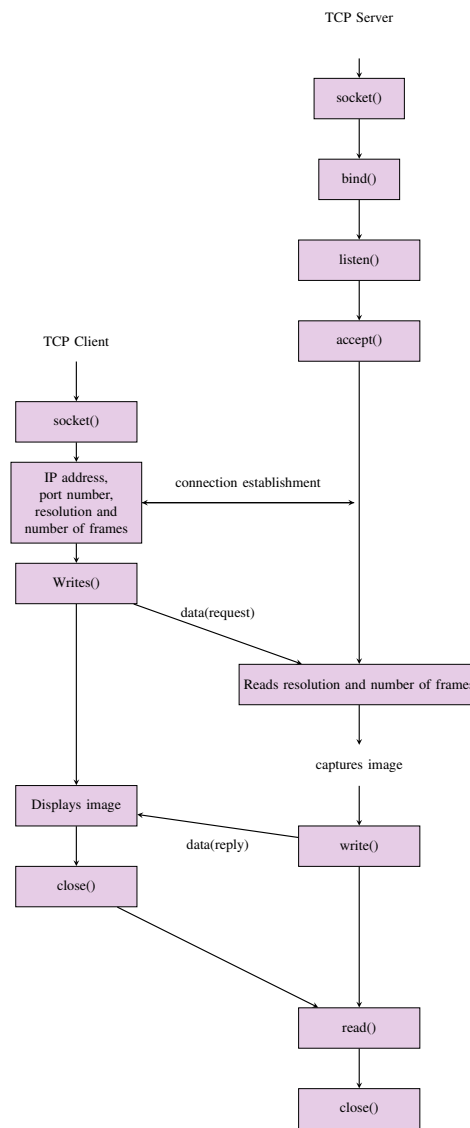 TCP Server
socket()
bind()
listen()
accept()
TCP Client
socket()
IP address,
port number,
resolution and
number of frames
connection establishment
Writes()
data(request)
Reads resolution and number of frames
captures image
Displays image
data(reply)
write()
close()
read()
close()